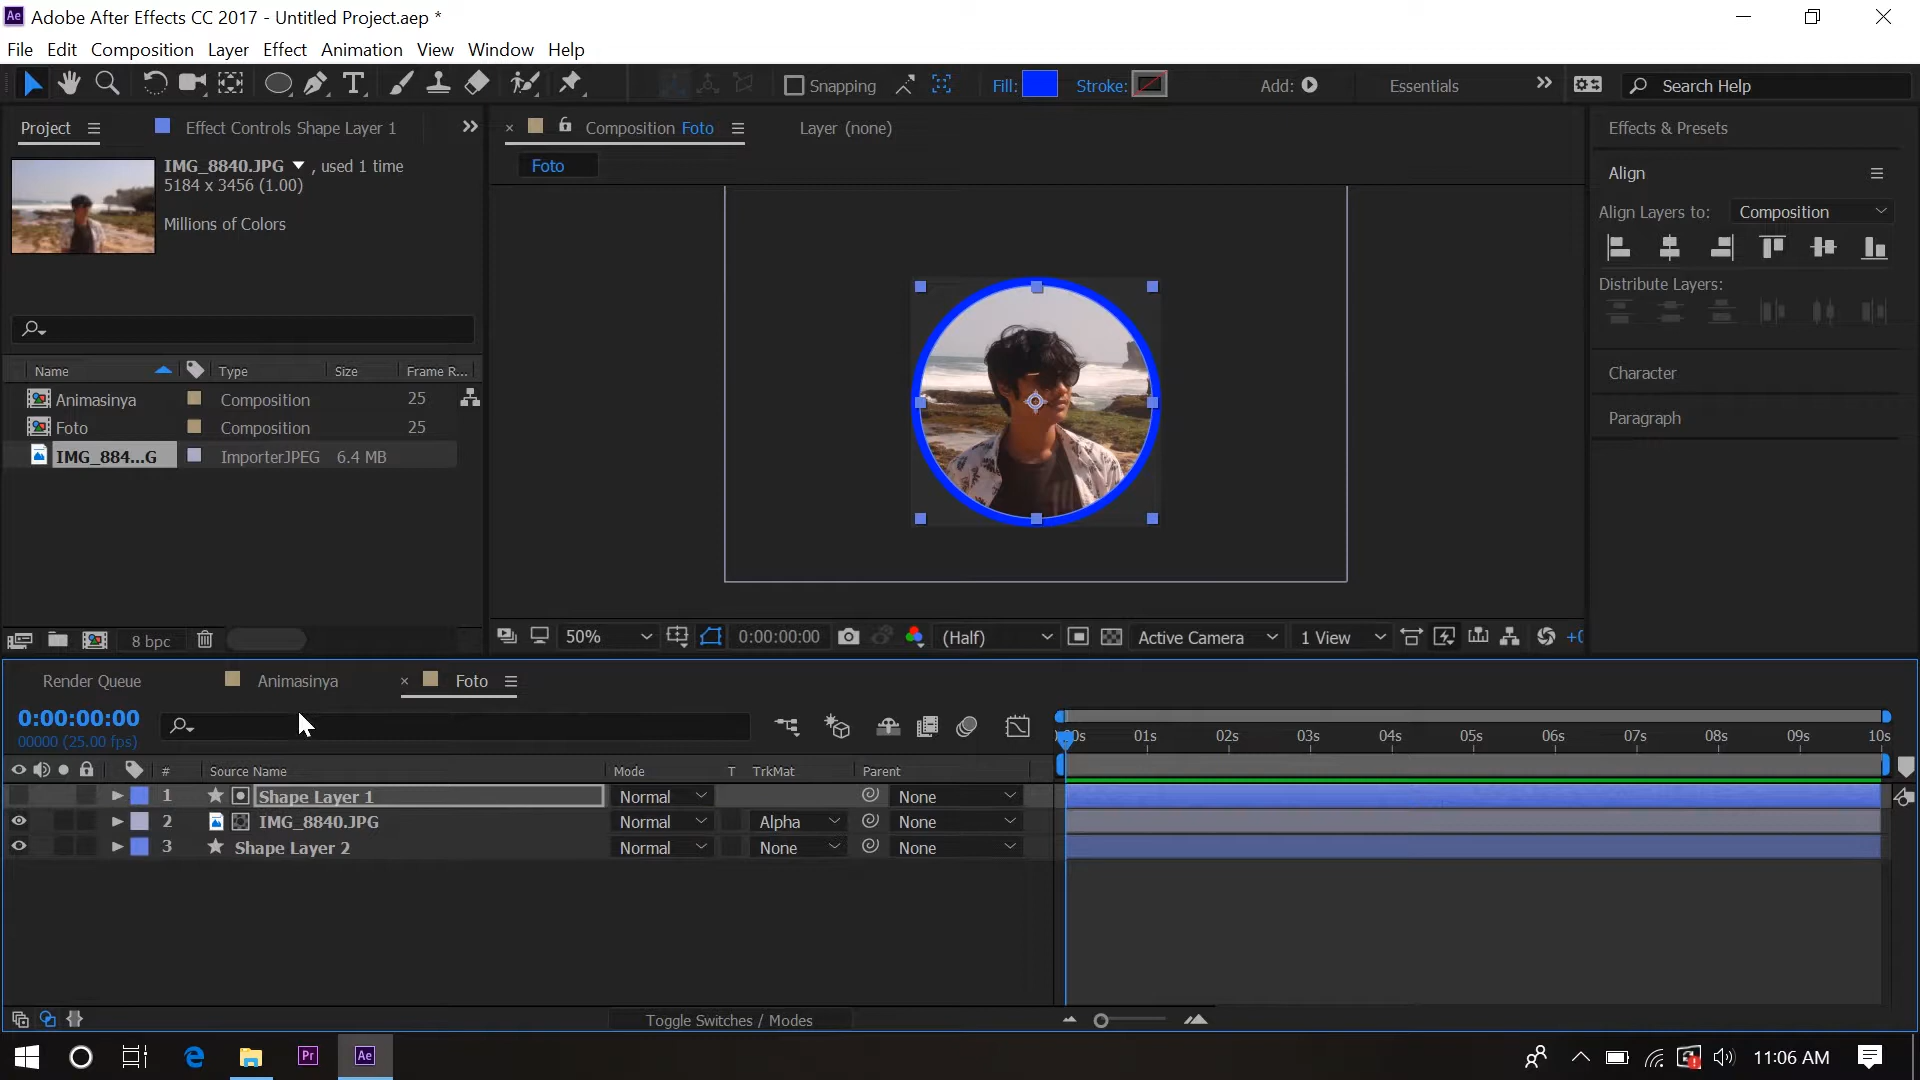 Ae Adobe After Effects CC 2017 - Untitled Project.aep *
File Edit Composition Layer Effect Animation View Window Help
Snapping Fill: Stroke: Add: Essentials Search Help
Project Effect Controls Shape Layer 1 Composition Foto Layer (none) Effects & Presets
IMG_8840.JPG , used 1 time
5184 x 3456 (1.00)
Millions of Colors
Foto
Align
Align Layers to: Composition
Distribute Layers:
Character
Paragraph
Name Type Size Frame R...
Animasinya Composition 25
Foto Composition 25
IMG_884...G ImporterJPEG 6.4 MB
8 bpc 50% 0:00:00:00 (Half) Active Camera 1 View
Render Queue Animasinya Foto
0:00:00:00
00000 (25.00 fps)
01s 02s 03s 04s 05s 06s 07s 08s 09s 10s
# Source Name Mode T TrkMat Parent
1 Shape Layer 1 Normal None
2 IMG_8840.JPG Normal Alpha None
3 Shape Layer 2 Normal None None
Toggle Switches / Modes
Pr Ae 11:06 AM